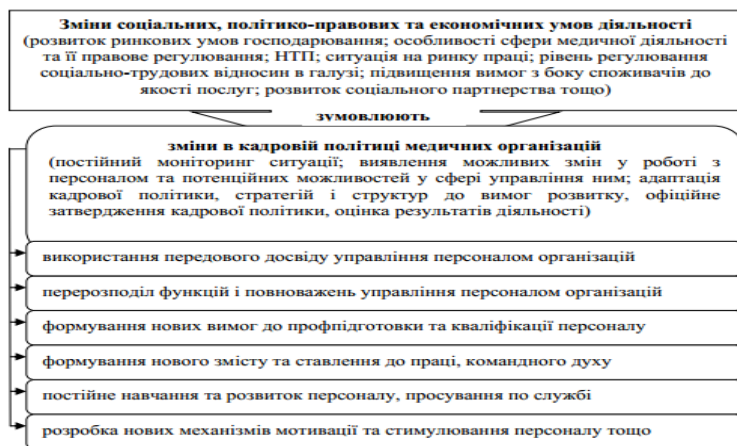 Зміни соціальних, політико-правових та економічних умов діяльності
(розвиток ринкових умов господарювання; особливості сфери медичної діяльності
та її правове регулювання; НТП; ситуація на ринку праці; рівень регулювання
соціально-трудових відносин в галузі; підвищення вимог з боку споживачів до
якості послуг; розвиток соціального партнерства тощо)
зумовлюють
зміни в кадровій політиці медичних організацій
(постійний моніторинг ситуації; виявлення можливих змін у роботі з
персоналом та потенційних можливостей у сфері управління ним; адаптація
кадрової політики, стратегій і структур до вимог розвитку, офіційне
затвердження кадрової політики, оцінка результатів діяльності)
використання передового досвіду управління персоналом організацій
перерозподіл функцій і повноважень управління персоналом організацій
формування нових вимог до профпідготовки та кваліфікації персоналу
формування нового змісту та ставлення до праці, командного духу
постійне навчання та розвиток персоналу, просування по службі
розробка нових механізмів мотивації та стимулювання персоналу тощо